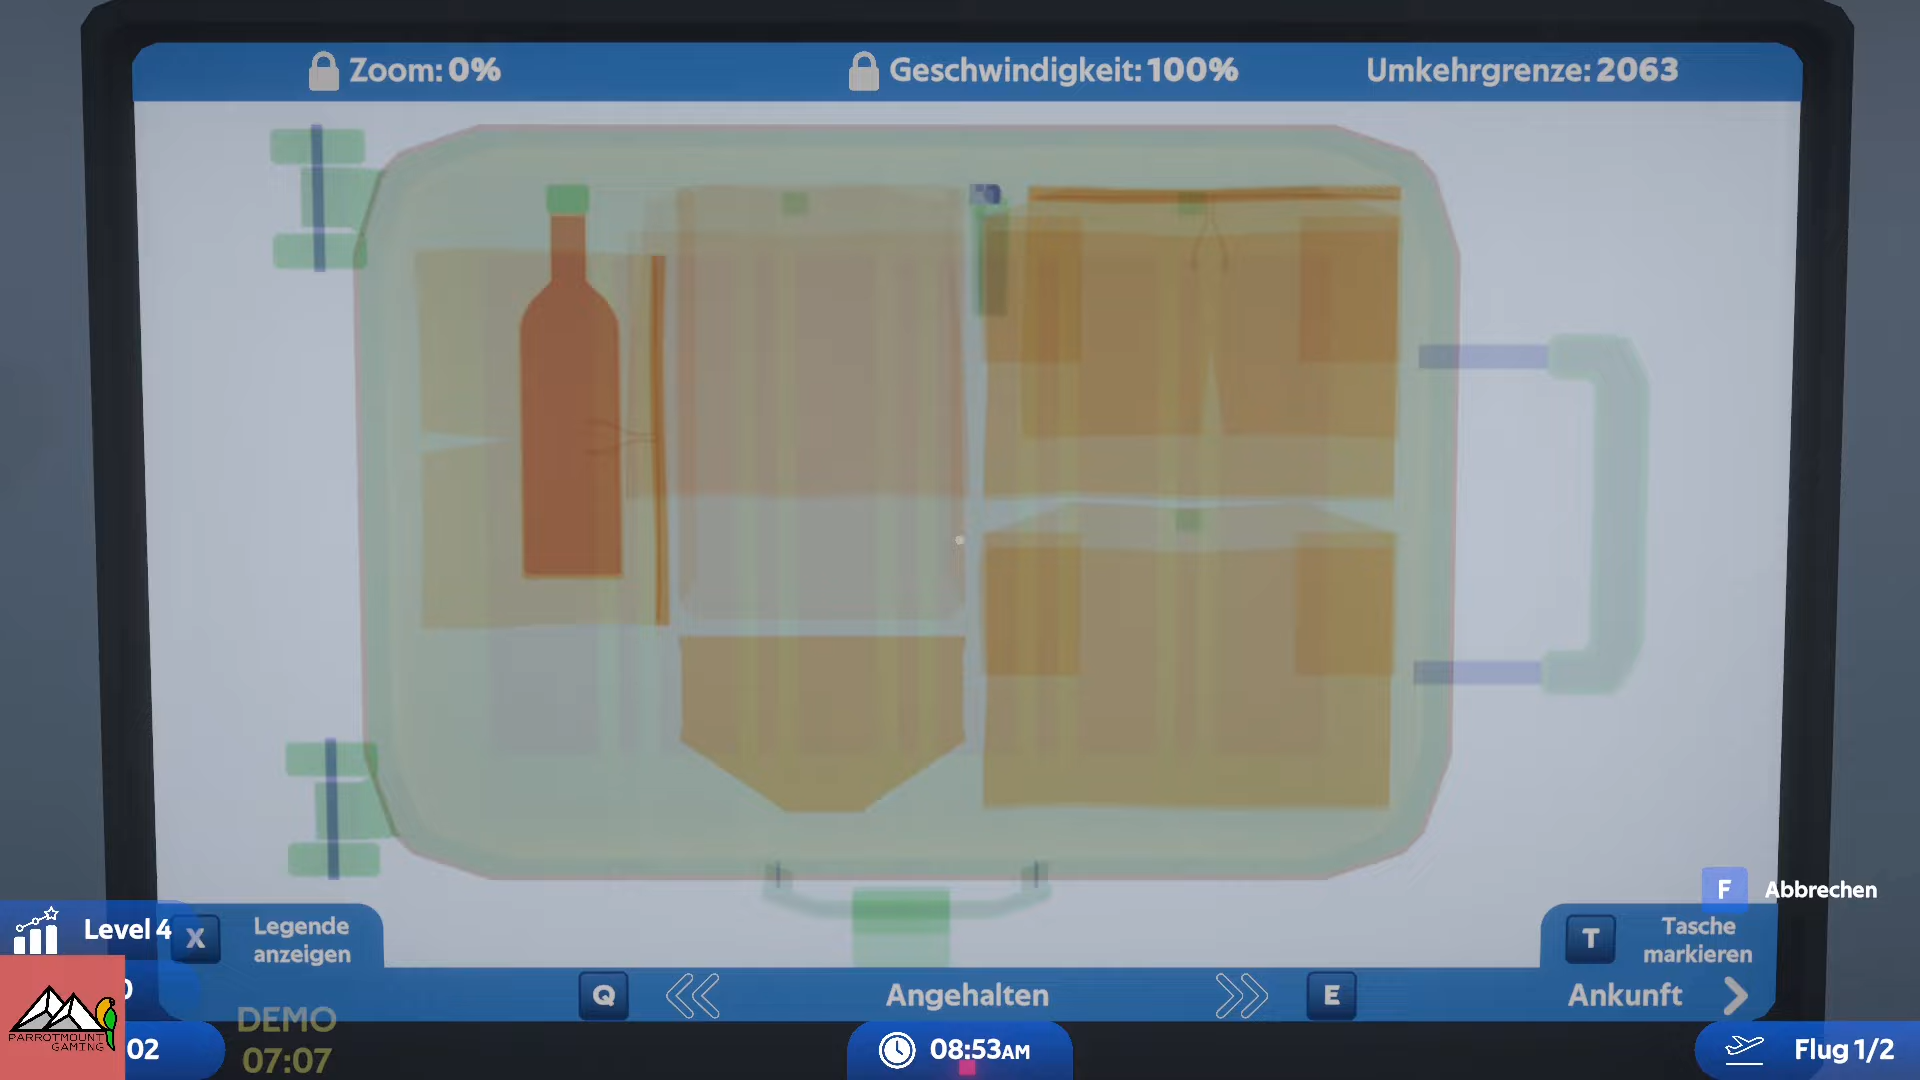 Zoom: 0%
Geschwindigkeit: 100%
Umkehrgrenze: 2063
F Abbrechen
Level 4
X Legende
anzeigen
T Tasche
markieren
Q Angehalten E
Ankunft
DEMO
07:07
PARROTMOUNT
GAMING
02
08:53AM
Flug 1/2